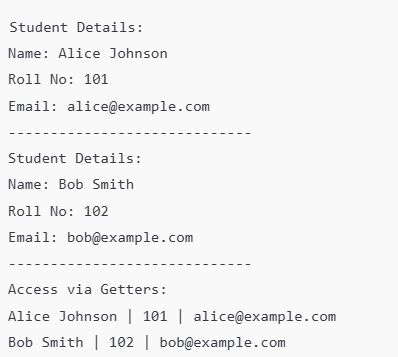 Student Details:
Name: Alice Johnson
Roll No: 101
Email: alice@example.com
-----------------------------
Student Details:
Name: Bob Smith
Roll No: 102
Email: bob@example.com
-----------------------------
Access via Getters:
Alice Johnson | 101 | alice@example.com
Bob Smith | 102 | bob@example.com